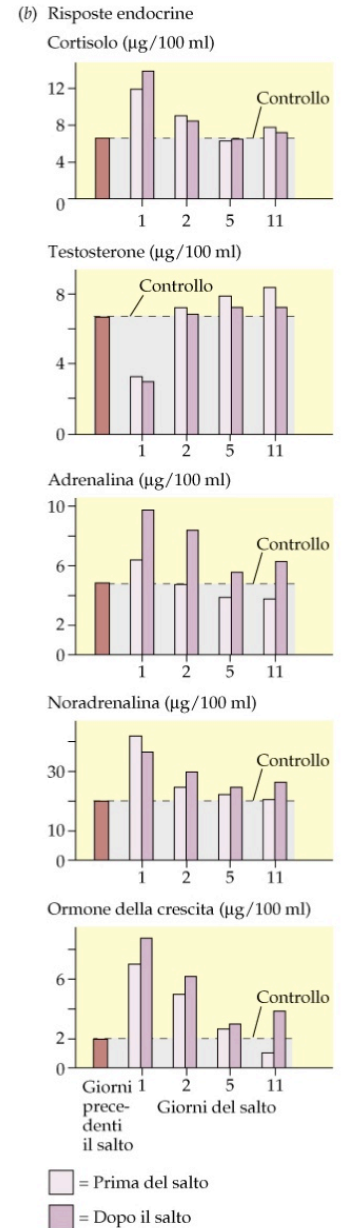 (b) Risposte endocrine
Cortisolo (µg/100 ml)
12
Controllo
8
4
0
1 2 5 11
Testosterone (µg/100 ml)
8
Controllo
4
0
1 2 5 11
Adrenalina (µg/100 ml)
10
Controllo
6
2
0
1 2 5 11
Noradrenalina (µg/100 ml)
30
Controllo
10
0
1 2 5 11
Ormone della crescita (µg/100 ml)
6
Controllo
2
0
Giorni 1 2 5 11
prece- Giorni del salto
denti
il salto
= Prima del salto
= Dopo il salto